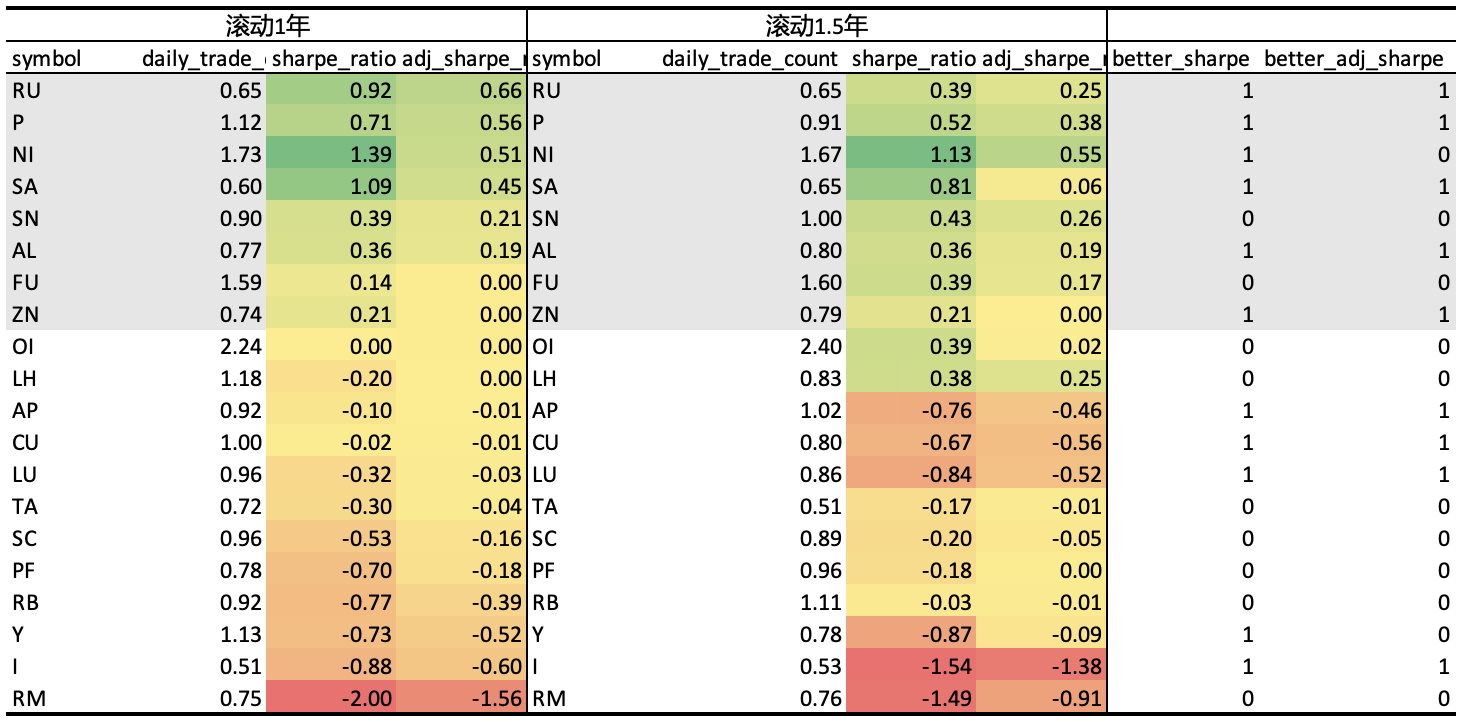 滚动1年 滚动1.5年
symbol daily_trade_ sharpe_ratio adj_sharpe_ symbol daily_trade_count sharpe_ratio adj_sharpe_ better_sharpe better_adj_sharpe
RU 0.65 0.92 0.66 RU 0.65 0.39 0.25 1 1
P 1.12 0.71 0.56 P 0.91 0.52 0.38 1 1
NI 1.73 1.39 0.51 NI 1.67 1.13 0.55 1 0
SA 0.60 1.09 0.45 SA 0.65 0.81 0.06 1 1
SN 0.90 0.39 0.21 SN 1.00 0.43 0.26 0 0
AL 0.77 0.36 0.19 AL 0.80 0.36 0.19 1 1
FU 1.59 0.14 0.00 FU 1.60 0.39 0.17 0 0
ZN 0.74 0.21 0.00 ZN 0.79 0.21 0.00 1 1
OI 2.24 0.00 0.00 OI 2.40 0.39 0.02 0 0
LH 1.18 -0.20 0.00 LH 0.83 0.38 0.25 0 0
AP 0.92 -0.10 -0.01 AP 1.02 -0.76 -0.46 1 1
CU 1.00 -0.02 -0.01 CU 0.80 -0.67 -0.56 1 1
LU 0.96 -0.32 -0.03 LU 0.86 -0.84 -0.52 1 1
TA 0.72 -0.30 -0.04 TA 0.51 -0.17 -0.01 0 0
SC 0.96 -0.53 -0.16 SC 0.89 -0.20 -0.05 0 0
PF 0.78 -0.70 -0.18 PF 0.96 -0.18 0.00 0 0
RB 0.92 -0.77 -0.39 RB 1.11 -0.03 -0.01 0 0
Y 1.13 -0.73 -0.52 Y 0.78 -0.87 -0.09 1 0
I 0.51 -0.88 -0.60 I 0.53 -1.54 -1.38 1 1
RM 0.75 -2.00 -1.56 RM 0.76 -1.49 -0.91 0 0